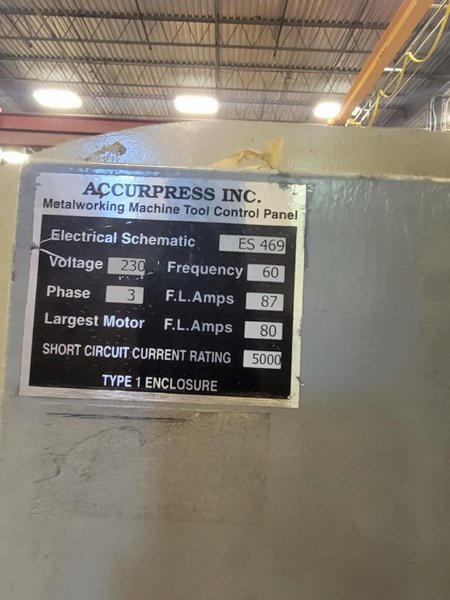 ACCURPRESS INC.
Metalworking Machine Tool Control Panel
Electrical Schematic ES 469
Voltage 230 Frequency 60
Phase 3 F.L.Amps 87
Largest Motor F.L.Amps 80
SHORT CIRCUIT CURRENT RATING 5000
TYPE 1 ENCLOSURE